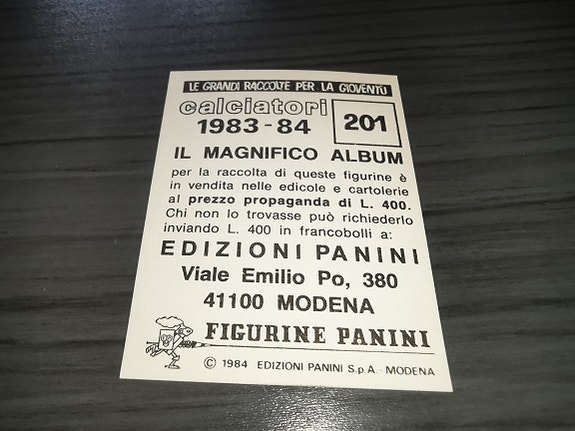 LE GRANDI RACCOLTE PER LA GIOVENTÙ
calciatori
1983-84
201
IL MAGNIFICO ALBUM
per la raccolta di queste figurine è
in vendita nelle edicole e cartolerie
al prezzo propaganda di L. 400.
Chi non lo trovasse può richiederlo
inviando L. 400 in francobolli a:
EDIZIONI PANINI
Viale Emilio Po, 380
41100 MODENA
FIGURINE PANINI
© 1984 EDIZIONI PANINI S.p.A. - MODENA